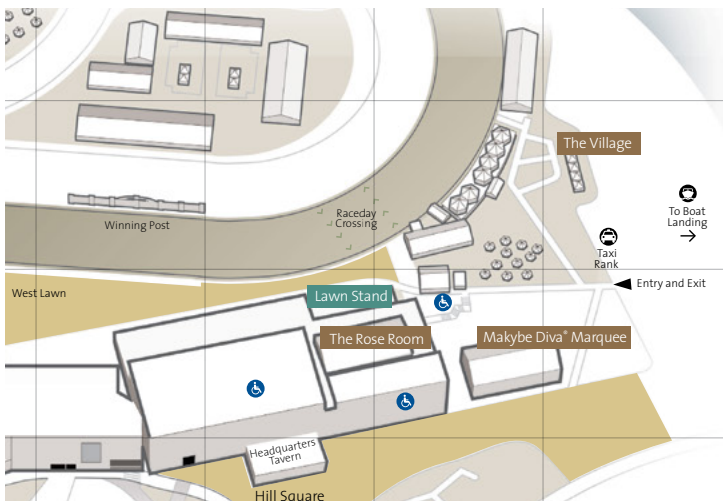 The Village
To Boat
Landing
Winning Post
Raceday
Crossing
Taxi
Rank
Entry and Exit
West Lawn
Lawn Stand
The Rose Room
Makybe Diva® Marquee
Headquarters
Tavern
Hill Square